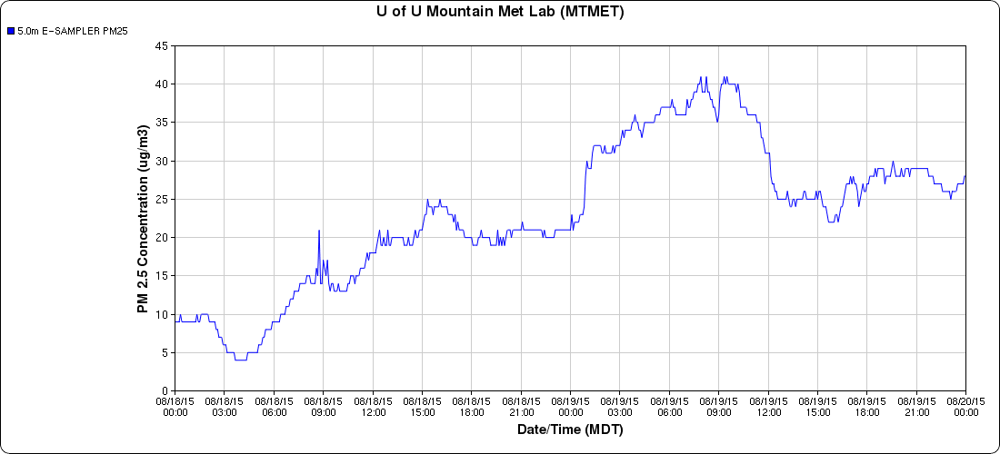 U of U Mountain Met Lab (MTMET)
5.0m E-SAMPLER PM25
PM 2.5 Concentration (ug/m3)
45
40
35
30
25
20
15
10
5
0
08/18/15 08/18/15 08/18/15 08/18/15 08/18/15 08/18/15 08/18/15 08/18/15 08/19/15 08/19/15 08/19/15 08/19/15 08/19/15 08/19/15 08/19/15 08/19/15 08/20/15
00:00 03:00 06:00 09:00 12:00 15:00 18:00 21:00 00:00 03:00 06:00 09:00 12:00 15:00 18:00 21:00 00:00
Date/Time (MDT)